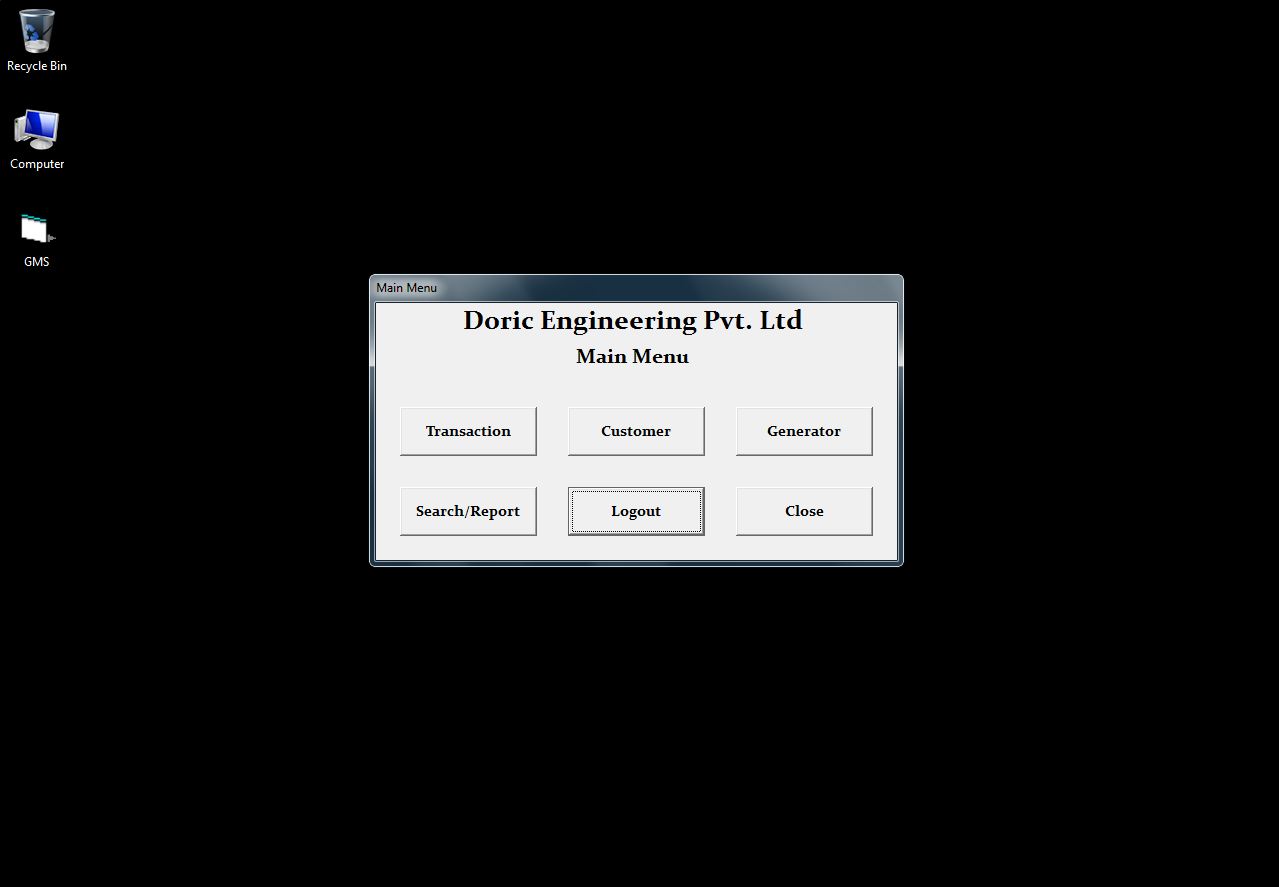 Recycle Bin
Computer
GMS
Main Menu
Doric Engineering Pvt. Ltd
Main Menu
Transaction
Customer
Generator
Search/Report
Logout
Close